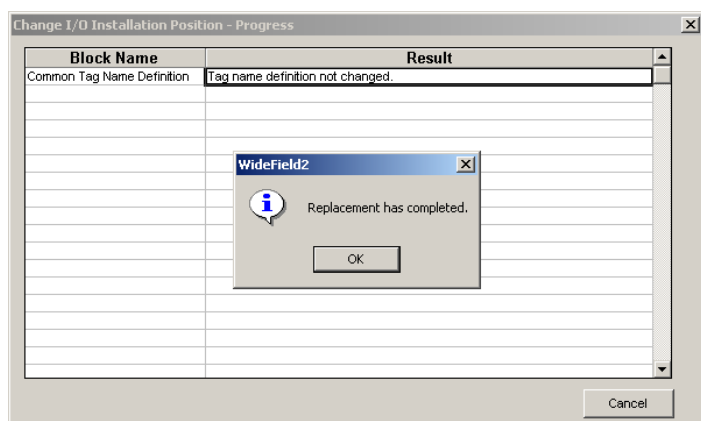 Change I/O Installation Position - Progress
Block Name Result
Common Tag Name Definition Tag name definition not changed.
WideField2
Replacement has completed.
OK
Cancel